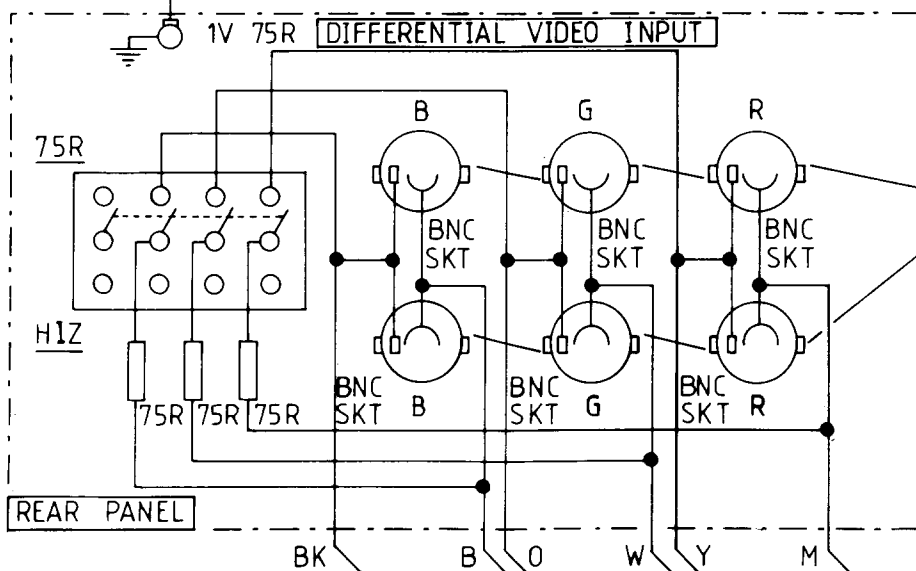 1V 75R DIFFERENTIAL VIDEO INPUT
B G R
75R
BNC SKT
BNC SKT
BNC SKT
HIZ
75R 75R 75R
BNC SKT
BNC SKT
BNC SKT
B G R
REAR PANEL
BK B O W Y M